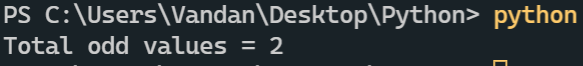 PS C:\Users\Vandan\Desktop\Python> python
Total odd values = 2